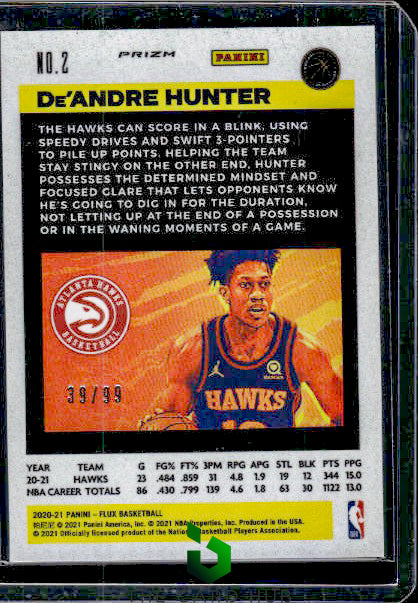 NO.2
PRIZM
PANINI
DE'ANDRE HUNTER
THE HAWKS CAN SCORE IN A BLINK, USING
SPEEDY DRIVES AND SWIFT 3-POINTERS
TO PILE UP POINTS. HELPING THE TEAM
STAY STINGY ON THE OTHER END, HUNTER
POSSESSES THE DETERMINED MINDSET AND
FOCUSED GLARE THAT LETS OPPONENTS KNOW
HE'S GOING TO DIG IN FOR THE DURATION,
NOT LETTING UP AT THE END OF A POSSESSION
OR IN THE WANING MOMENTS OF A GAME.
ATLANTA HAWKS
BASKETBALL
39/99
HAWKS
YEAR TEAM G FG% FT% 3PM RPG APG STL BLK PTS PPG
20-21 HAWKS 23 .484 .859 31 4.8 1.9 19 12 344 15.0
NBA CAREER TOTALS 86 .430 .799 139 4.6 1.8 63 30 1122 13.0
2020-21 PANINI – FLUX BASKETBALL
帕尼尼 © 2021 Panini America, Inc. © 2021 NBA Properties, Inc. Produced in the USA.
© 2021 Officially licensed product of the National Basketball Players Association.